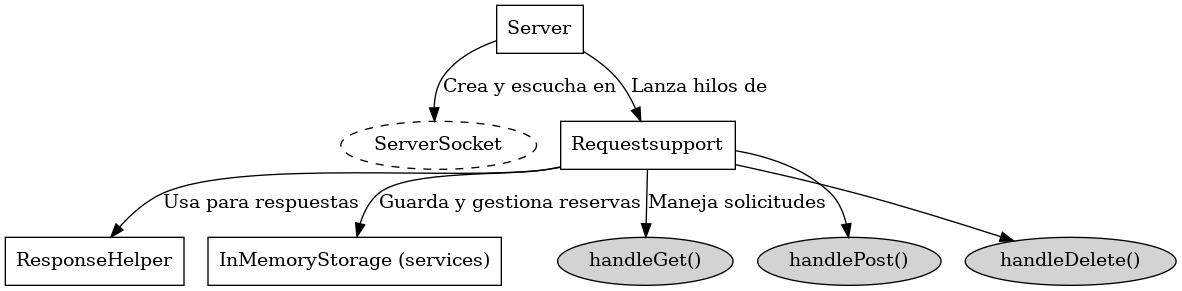 Server
Crea y escucha en
Lanza hilos de
ServerSocket
Requestsupport
Usa para respuestas
Guarda y gestiona reservas
Maneja solicitudes
ResponseHelper
InMemoryStorage (services)
handleGet()
handlePost()
handleDelete()